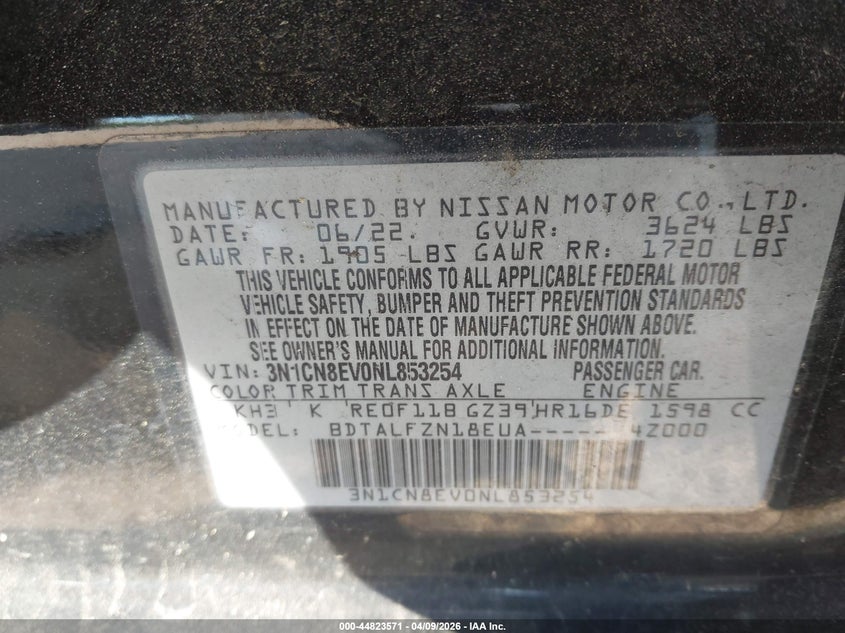 MANUFACTURED BY NISSAN MOTOR CO.,LTD.
DATE: 06/22. GVWR: 3624 LBS
GAWR FR: 1905 LBS GAWR RR: 1720 LBS
THIS VEHICLE CONFORMS TO ALL APPLICABLE FEDERAL MOTOR
VEHICLE SAFETY, BUMPER AND THEFT PREVENTION STANDARDS
IN EFFECT ON THE DATE OF MANUFACTURE SHOWN ABOVE.
SEE OWNER'S MANUAL FOR ADDITIONAL INFORMATION.
VIN: 3N1CN8EV0NL853254 PASSENGER CAR.
COLOR TRIM TRANS AXLE ENGINE
KH3 K RE0F11B GZ39 HR16DE 1598 CC
MODEL: BDTALFZN18EUA-----4Z000
3N1CN8EV0NL853254
000-44823571 - 04/09/2026 - IAA Inc.